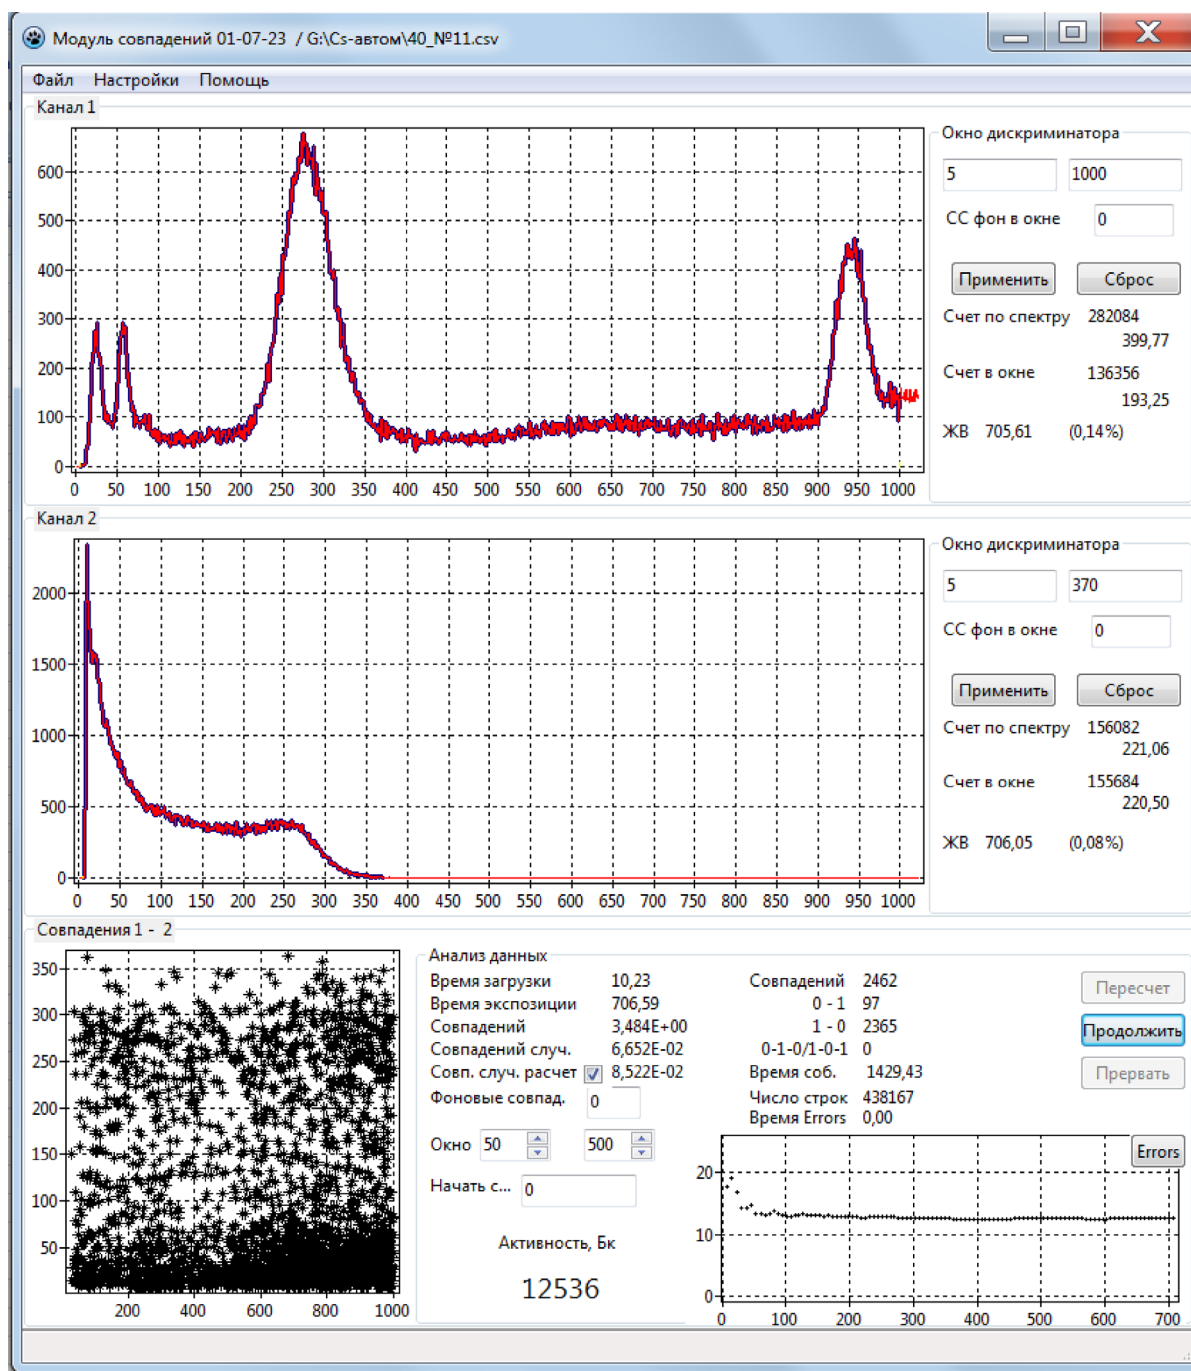 Модуль совпадений 01-07-23 / G:\Cs-автом\40_№11.csv
Файл Настройки Помощь
Канал 1
600
500
400
300
200
100
0
0 50 100 150 200 250 300 350 400 450 500 550 600 650 700 750 800 850 900 950 1000
Окно дискриминатора
5 1000
СС фон в окне 0
Применить Сброс
Счет по спектру 282084
399,77
Счет в окне 136356
193,25
ЖВ 705,61 (0,14%)
Канал 2
2000
1500
1000
500
0
0 50 100 150 200 250 300 350 400 450 500 550 600 650 700 750 800 850 900 950 1000
Окно дискриминатора
5 370
СС фон в окне 0
Применить Сброс
Счет по спектру 156082
221,06
Счет в окне 155684
220,50
ЖВ 706,05 (0,08%)
Совпадения 1 - 2
350
300
250
200
150
100
50
200 400 600 800 1000
Анализ данных
Время загрузки 10,23 Совпадений 2462
Время экспозиции 706,59 0 - 1 97
Совпадений 3,484E+00 1 - 0 2365
Совпадений случ. 6,652E-02 0-1-0/1-0-1 0
Совп. случ. расчет 8,522E-02 Время соб. 1429,43
Фоновые совпад. 0 Число строк 438167
Время Errors 0,00
Окно 50 500
Начать с... 0
Активность, Бк
12536
Пересчет
Продолжить
Прервать
Errors
20
10
0
0 100 200 300 400 500 600 700